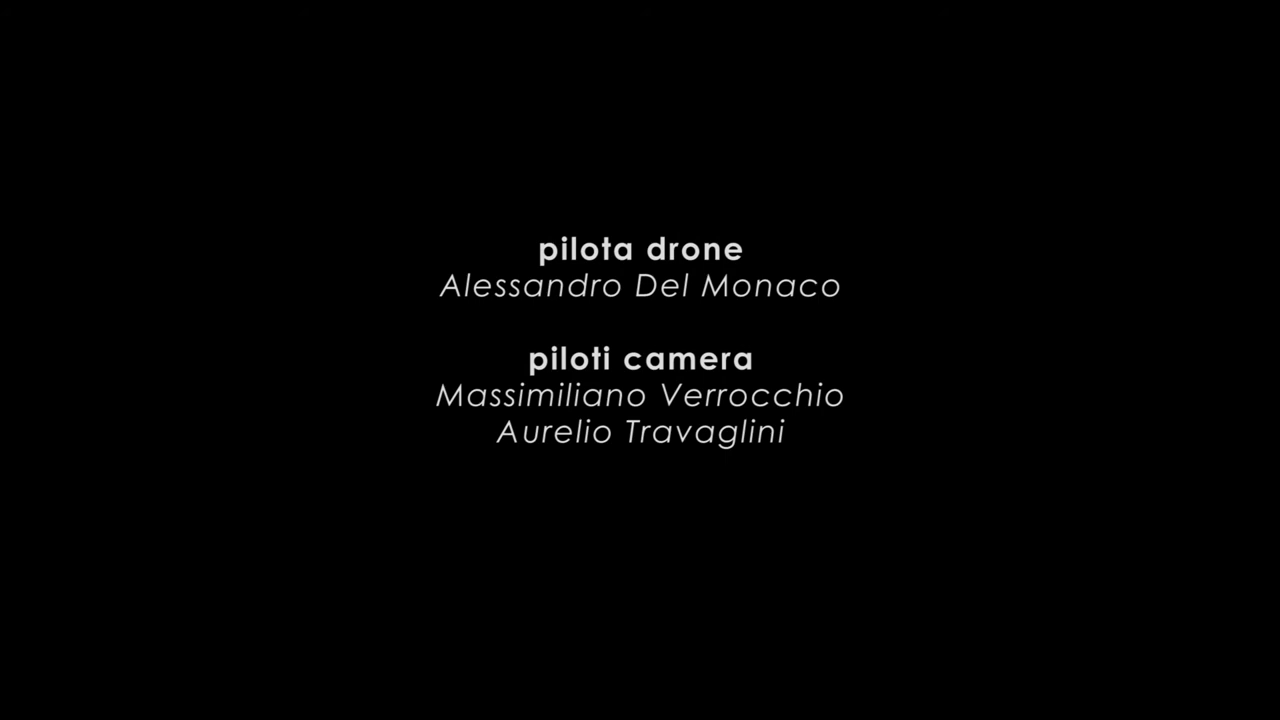 pilota drone
Alessandro Del Monaco
piloti camera
Massimiliano Verrocchio
Aurelio Travaglini